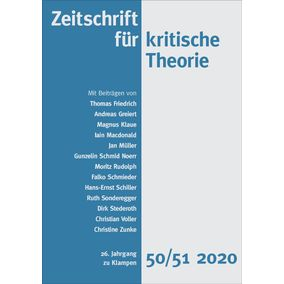 Zeitschrift
für kritische
Theorie
Mit Beiträgen von
Thomas Friedrich
Andreas Greiert
Magnus Klaue
Iain Macdonald
Jan Müller
Gunzelin Schmid Noerr
Moritz Rudolph
Falko Schmieder
Hans-Ernst Schiller
Ruth Sonderegger
Dirk Stederoth
Christian Voller
Christine Zunke
26. Jahrgang
zu Klampen
50/51 2020